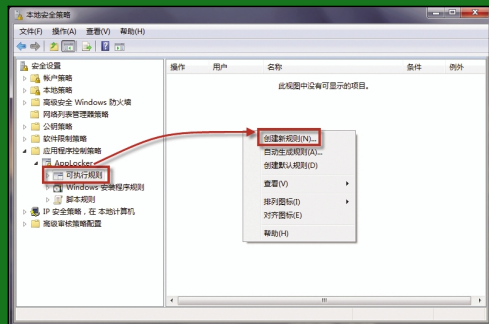 本地安全策略
文件(F) 操作(A) 查看(V) 帮助(H)
安全设置
帐户策略
本地策略
高级安全 Windows 防火墙
网络列表管理器策略
公钥策略
软件限制策略
应用程序控制策略
AppLocker
可执行规则
Windows 安装程序规则
脚本规则
IP 安全策略，在 本地计算机
高级审核策略配置
操作 用户 名称 条件 例外
此视图中没有可显示的项目。
创建新规则(N)...
自动生成规则(A)...
创建默认规则(D)
查看(V)
排列图标(I)
对齐图标(E)
帮助(H)